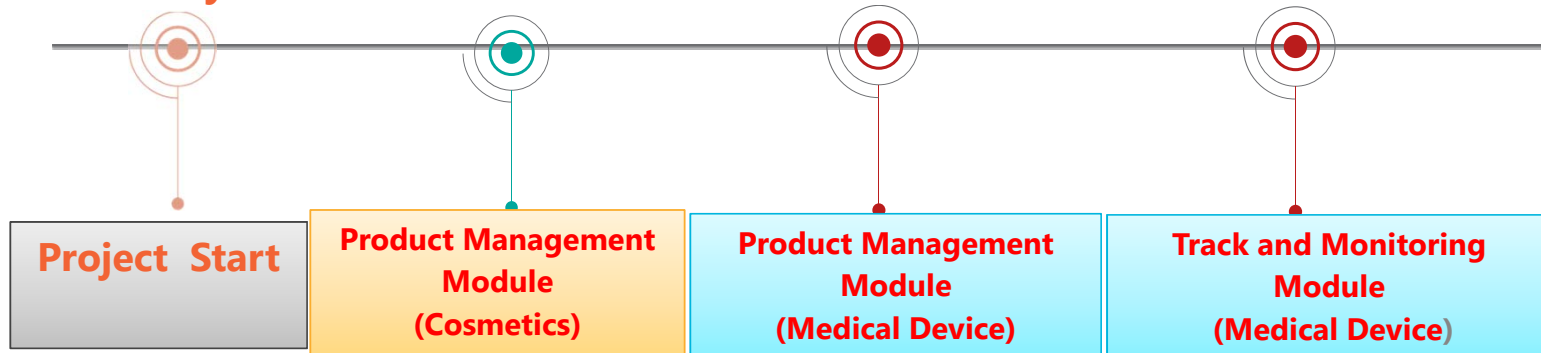 Project Start
Product Management
Module
(Cosmetics)
Product Management
Module
(Medical Device)
Track and Monitoring
Module
(Medical Device)